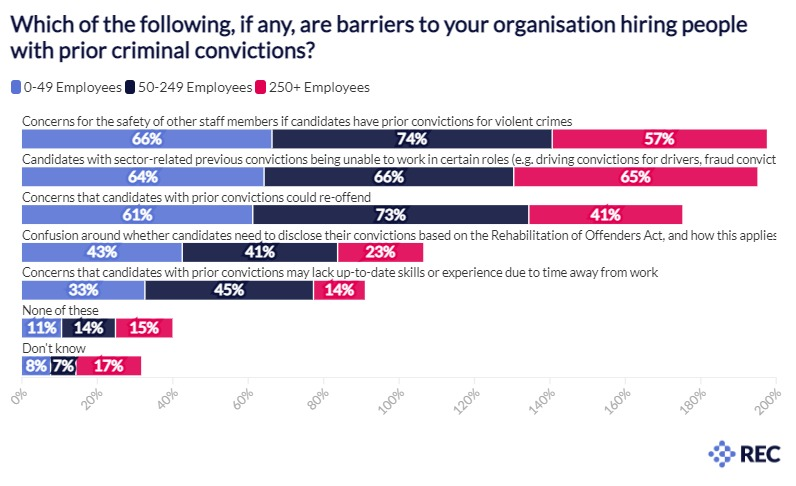 Which of the following, if any, are barriers to your organisation hiring people
with prior criminal convictions?
0-49 Employees 50-249 Employees 250+ Employees
Concerns for the safety of other staff members if candidates have prior convictions for violent crimes
66% 74% 57%
Candidates with sector-related previous convictions being unable to work in certain roles (e.g. driving convictions for drivers, fraud convict
64% 66% 65%
Concerns that candidates with prior convictions could re-offend
61% 73% 41%
Confusion around whether candidates need to disclose their convictions based on the Rehabilitation of Offenders Act, and how this applies
43% 41% 23%
Concerns that candidates with prior convictions may lack up-to-date skills or experience due to time away from work
33% 45% 14%
None of these
11% 14% 15%
Don't know
8% 7% 17%
0% 20% 40% 60% 80% 100% 120% 140% 160% 180% 200%
REC